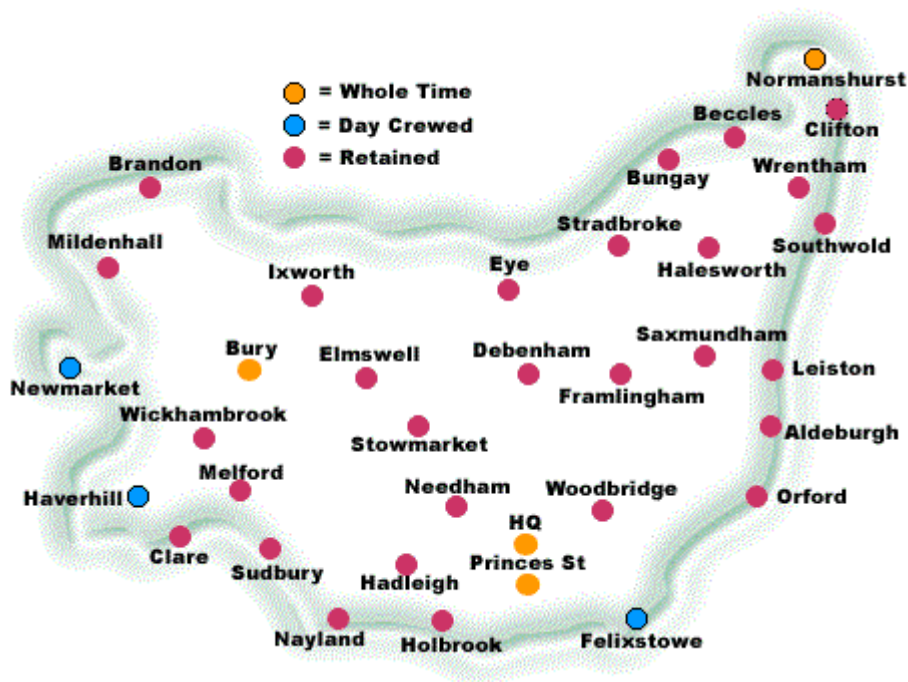 Normanshurst
= Whole Time
Beccles
= Day Crewed
Clifton
= Retained
Brandon
Wrentham
Bungay
Stradbroke
Mildenhall
Southwold
Halesworth
Ixworth
Eye
Saxmundham
Bury
Elmswell
Debenham
Leiston
Newmarket
Framlingham
Wickhambrook
Aldeburgh
Stowmarket
Melford
Needham
Woodbridge
Haverhill
Orford
HQ
Clare
Princes St
Sudbury
Hadleigh
Nayland
Holbrook
Felixstowe